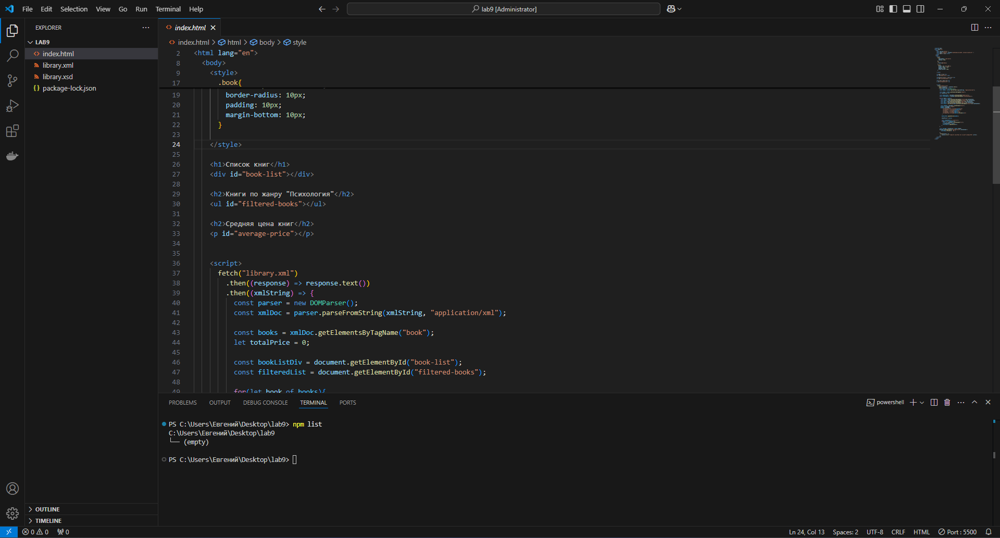 File Edit Selection View Go Run Terminal Help
lab9 [Administrator]
EXPLORER
LAB9
index.html
library.xml
library.xsd
package-lock.json
OUTLINE
TIMELINE
index.html
index.html > html > body > style
2 <html lang="en">
8 <body>
9 <style>
17 .book{
19 border-radius: 10px;
20 padding: 10px;
21 margin-bottom: 10px;
22 }
23
24 </style>
25
26 <h1>Список книг</h1>
27 <div id="book-list"></div>
28
29 <h2>Книги по жанру "Психология"</h2>
30 <ul id="filtered-books"></ul>
31
32 <h2>Средняя цена книг</h2>
33 <p id="average-price"></p>
34
35
36 <script>
37 fetch("library.xml")
38 .then((response) => response.text())
39 .then((xmlString) => {
40 const parser = new DOMParser();
41 const xmlDoc = parser.parseFromString(xmlString, "application/xml");
42
43 const books = xmlDoc.getElementsByTagName("book");
44 let totalPrice = 0;
45
46 const bookListDiv = document.getElementById("book-list");
47 const filteredList = document.getElementById("filtered-books");
48
49 for(let book of books){
PROBLEMS OUTPUT DEBUG CONSOLE TERMINAL PORTS
powershell
PS C:\Users\Евгений\Desktop\lab9> npm list
C:\Users\Евгений\Desktop\lab9
└── (empty)
PS C:\Users\Евгений\Desktop\lab9>
0 0 0
Ln 24, Col 13 Spaces: 2 UTF-8 CRLF HTML Port : 5500